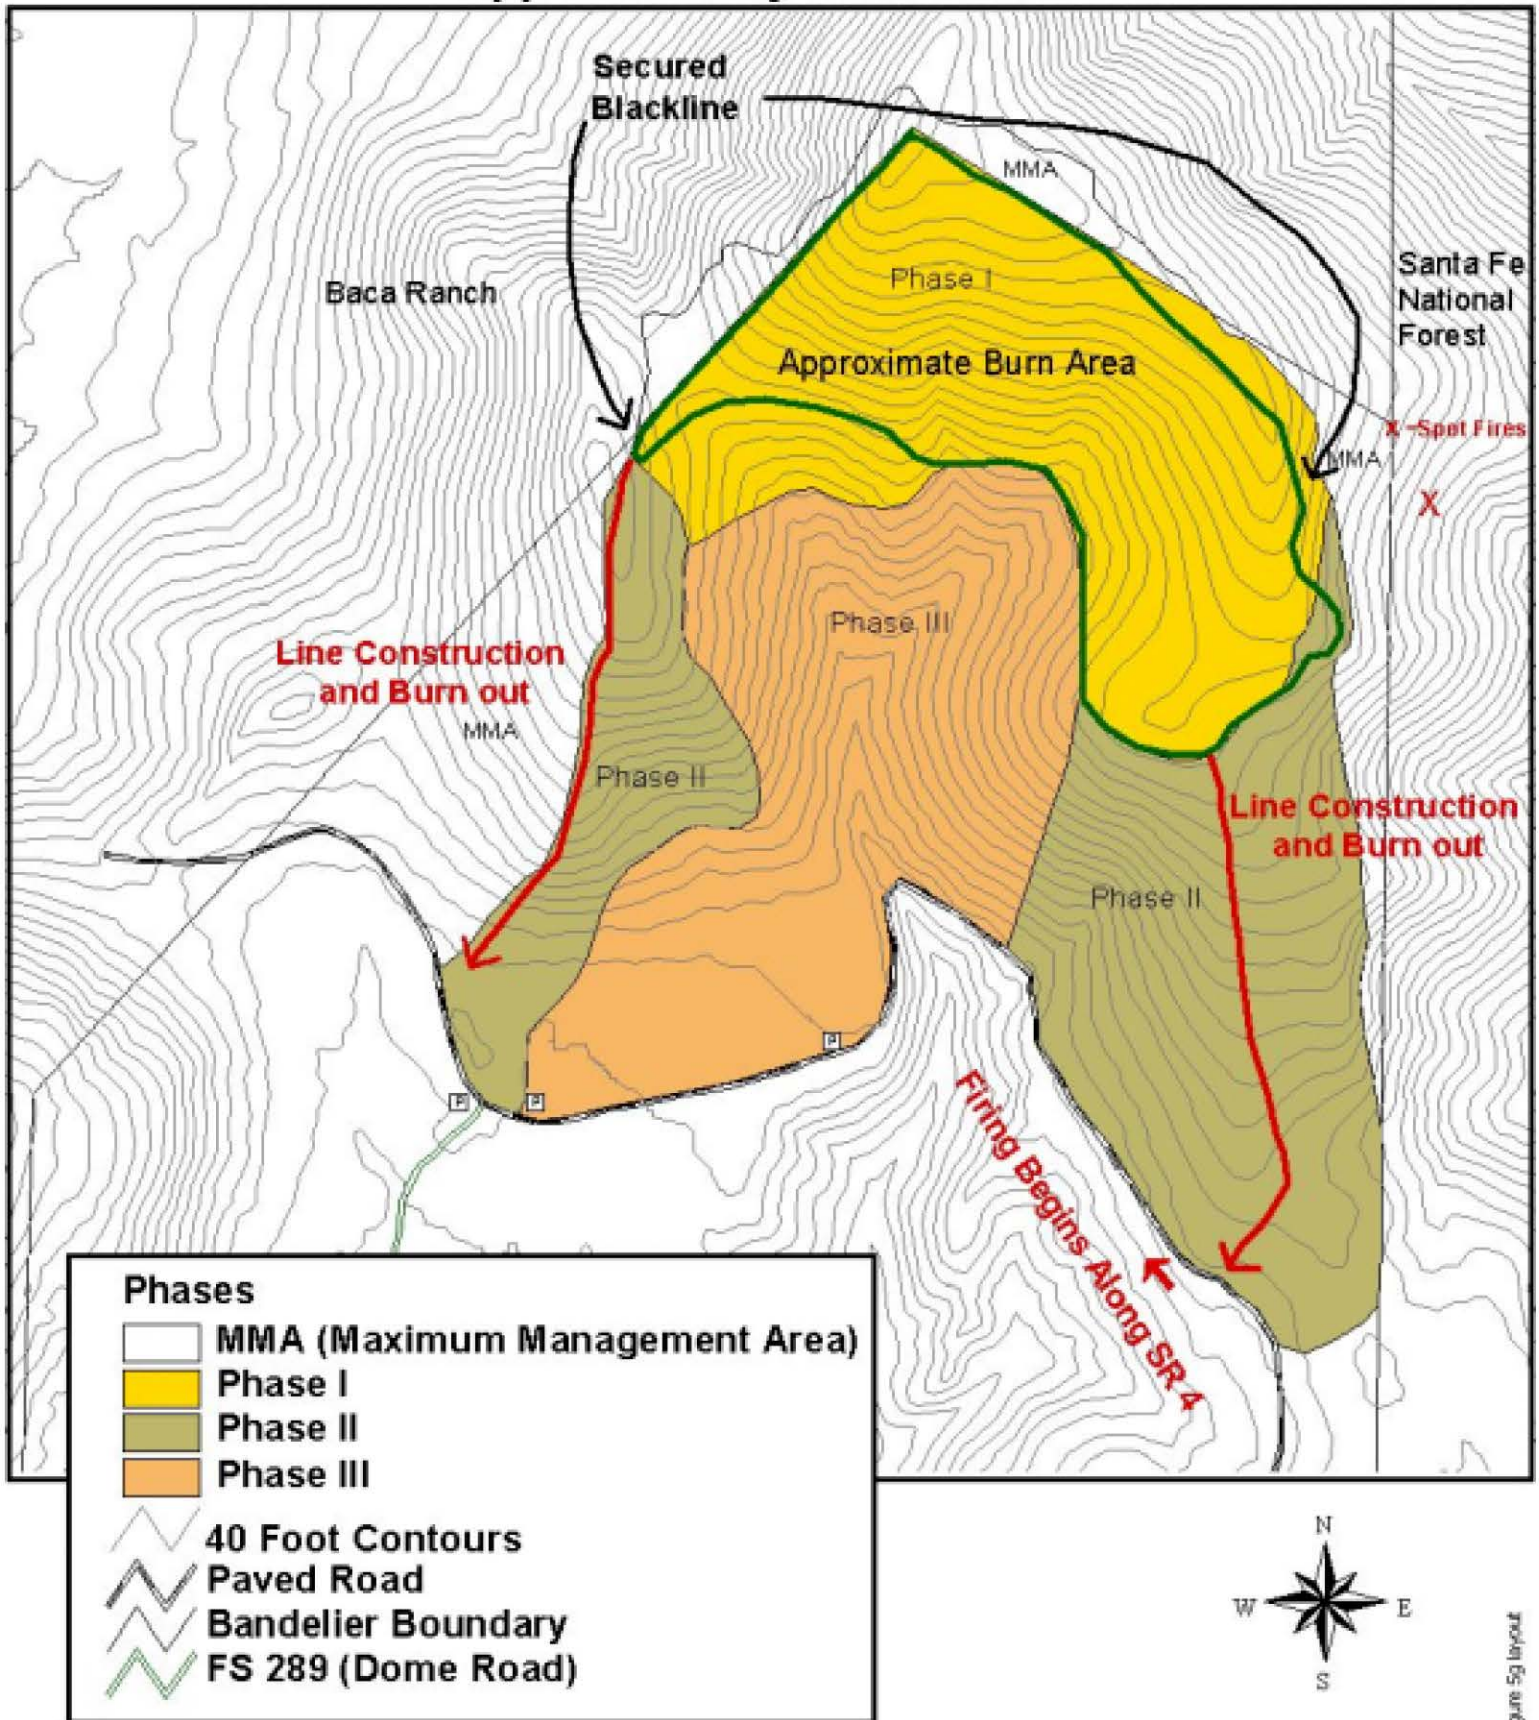 Secured
Blackline
MMA
Phase I
Baca Ranch
Santa Fe
National
Forest
Approximate Burn Area
X -Spot Fires
MMA
X
Phase III
Line Construction
and Burn out
MMA
Phase II
Line Construction
and Burn out
Phase II
P
P
P
Firing Begins Along SR 4
Phases
MMA (Maximum Management Area)
Phase I
Phase II
Phase III
40 Foot Contours
Paved Road
Bandelier Boundary
FS 289 (Dome Road)
N
W
E
S
5g layout